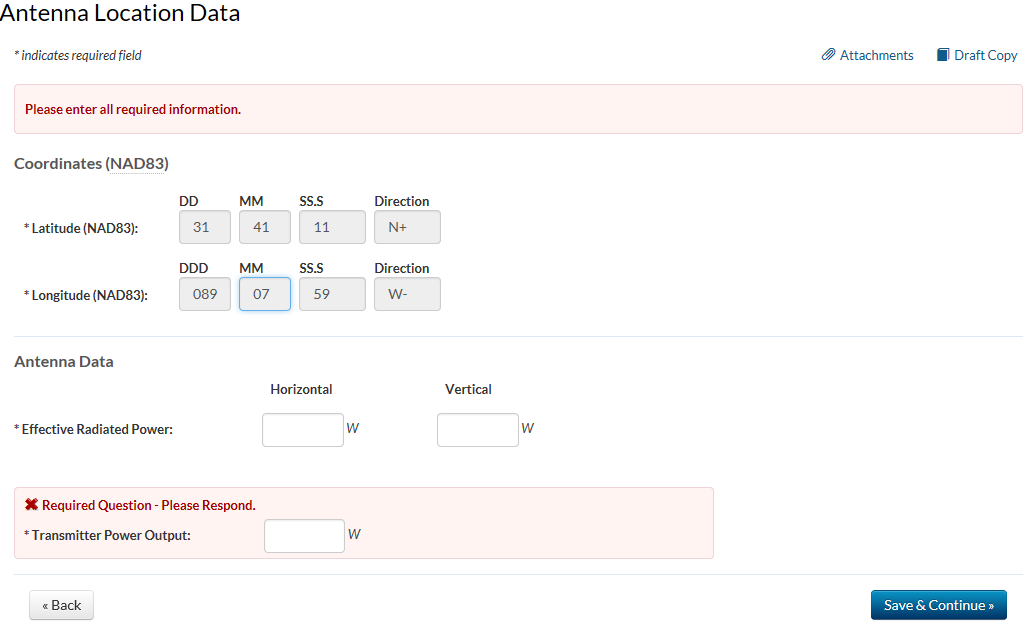 Antenna Location Data
* indicates required field
Attachments
Draft Copy
Please enter all required information.
Coordinates (NAD83)
DD MM SS.S Direction
* Latitude (NAD83): 31 41 11 N+
DDD MM SS.S Direction
* Longitude (NAD83): 089 07 59 W-
Antenna Data
Horizontal Vertical
* Effective Radiated Power: W W
Required Question - Please Respond.
* Transmitter Power Output: W
« Back
Save & Continue »